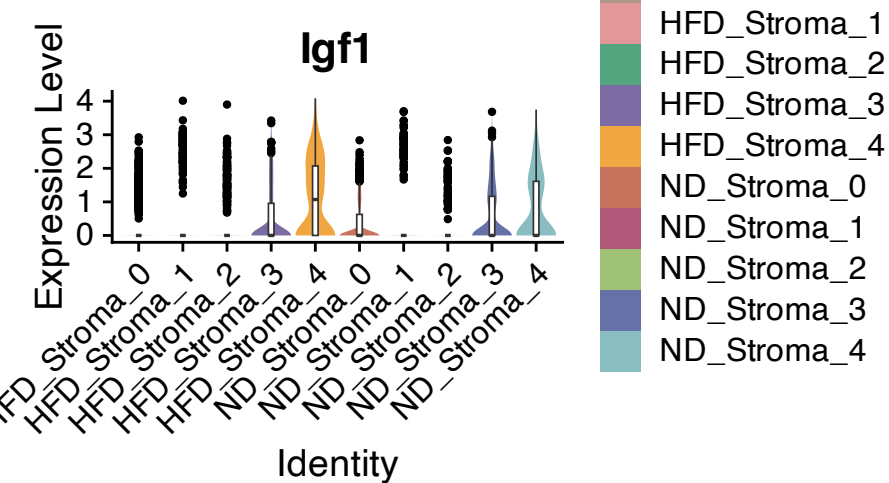 Igf1
Expression Level
4
3
2
1
0
HFD_Stroma_1
HFD_Stroma_2
HFD_Stroma_3
HFD_Stroma_4
ND_Stroma_0
ND_Stroma_1
ND_Stroma_2
ND_Stroma_3
ND_Stroma_4
HFD_Stroma_0
HFD_Stroma_1
HFD_Stroma_2
HFD_Stroma_3
HFD_Stroma_4
ND_Stroma_0
ND_Stroma_1
ND_Stroma_2
ND_Stroma_3
ND_Stroma_4
Identity